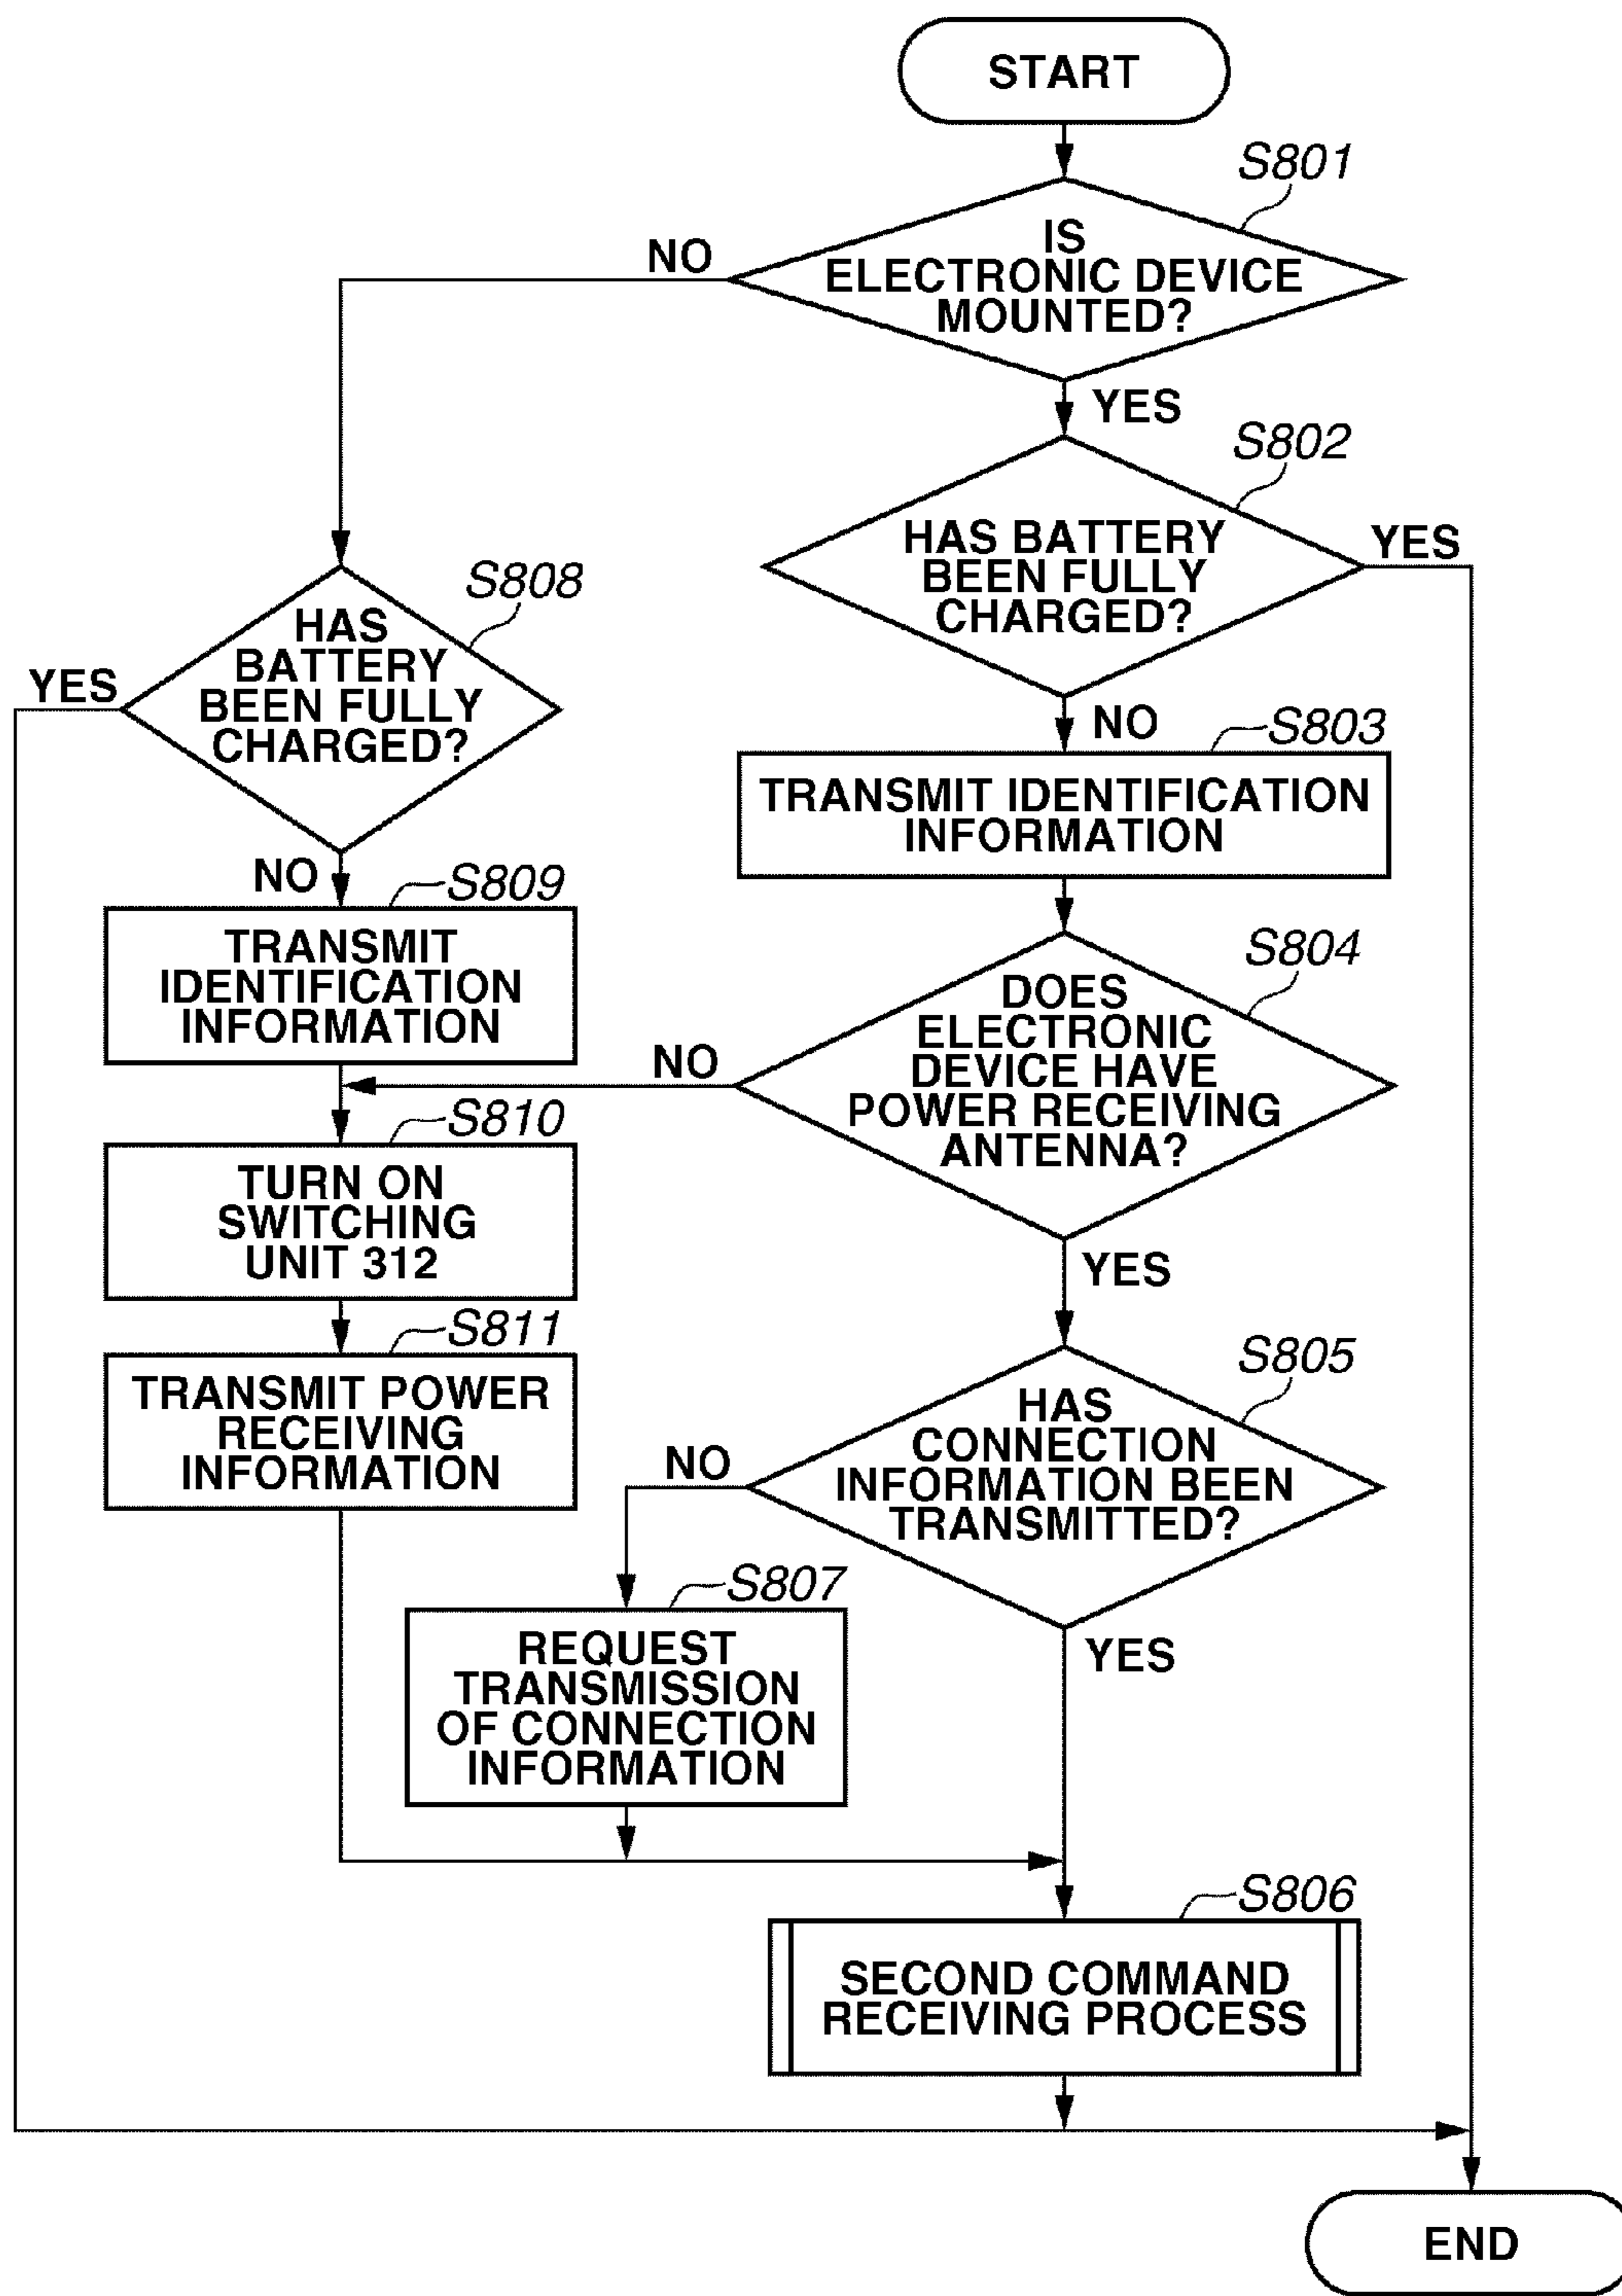 START
S801
IS
ELECTRONIC DEVICE
MOUNTED?
NO
YES
S802
HAS BATTERY
BEEN FULLY
CHARGED?
YES
S808
HAS
BATTERY
BEEN FULLY
CHARGED?
YES
NO
NO
S803
TRANSMIT IDENTIFICATION
INFORMATION
S809
TRANSMIT
IDENTIFICATION
INFORMATION
S804
DOES
ELECTRONIC
DEVICE HAVE
POWER RECEIVING
ANTENNA?
NO
YES
S810
TURN ON
SWITCHING
UNIT 312
S811
TRANSMIT POWER
RECEIVING
INFORMATION
S805
HAS
CONNECTION
INFORMATION BEEN
TRANSMITTED?
NO
YES
S807
REQUEST
TRANSMISSION
OF CONNECTION
INFORMATION
S806
SECOND COMMAND
RECEIVING PROCESS
END